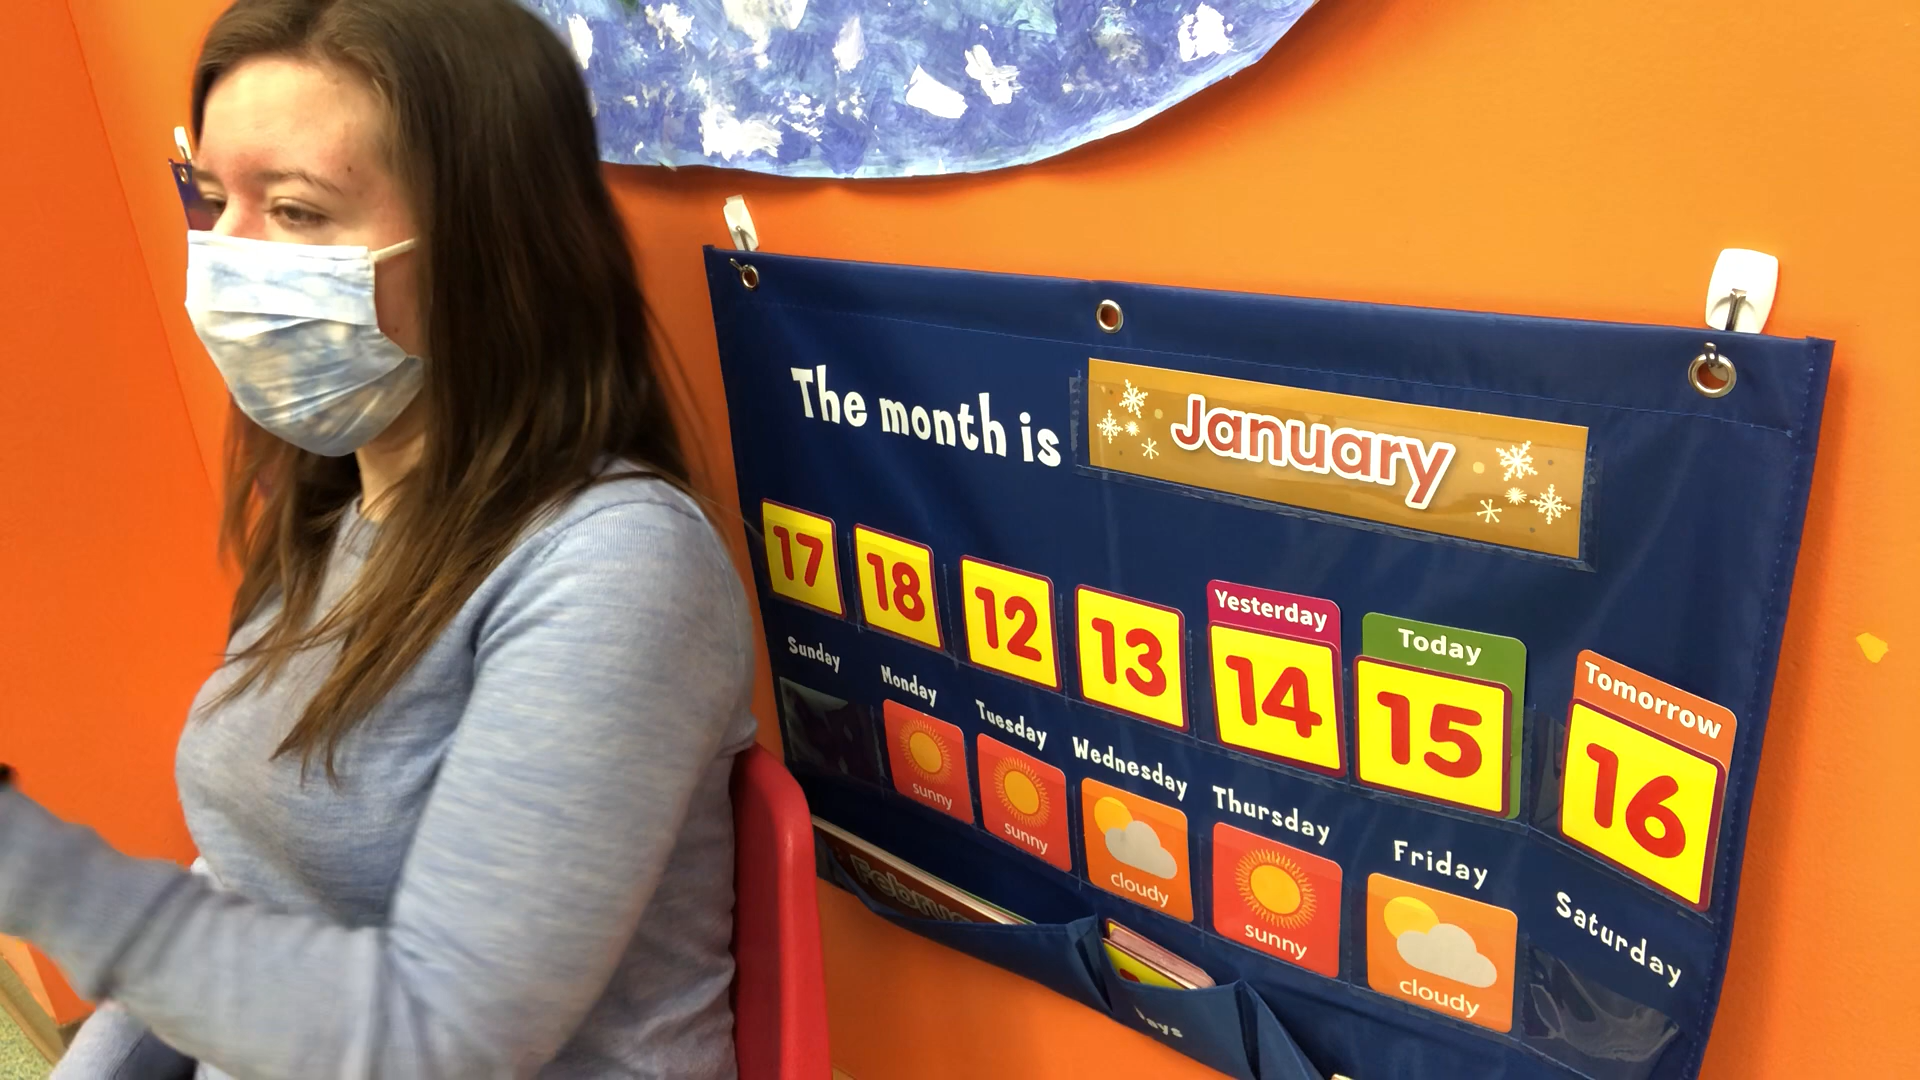 The month is January
Yesterday Today Tomorrow
17 18 12 13 14 15 16
Sunday Monday Tuesday Wednesday Thursday Friday Saturday
sunny sunny cloudy sunny cloudy